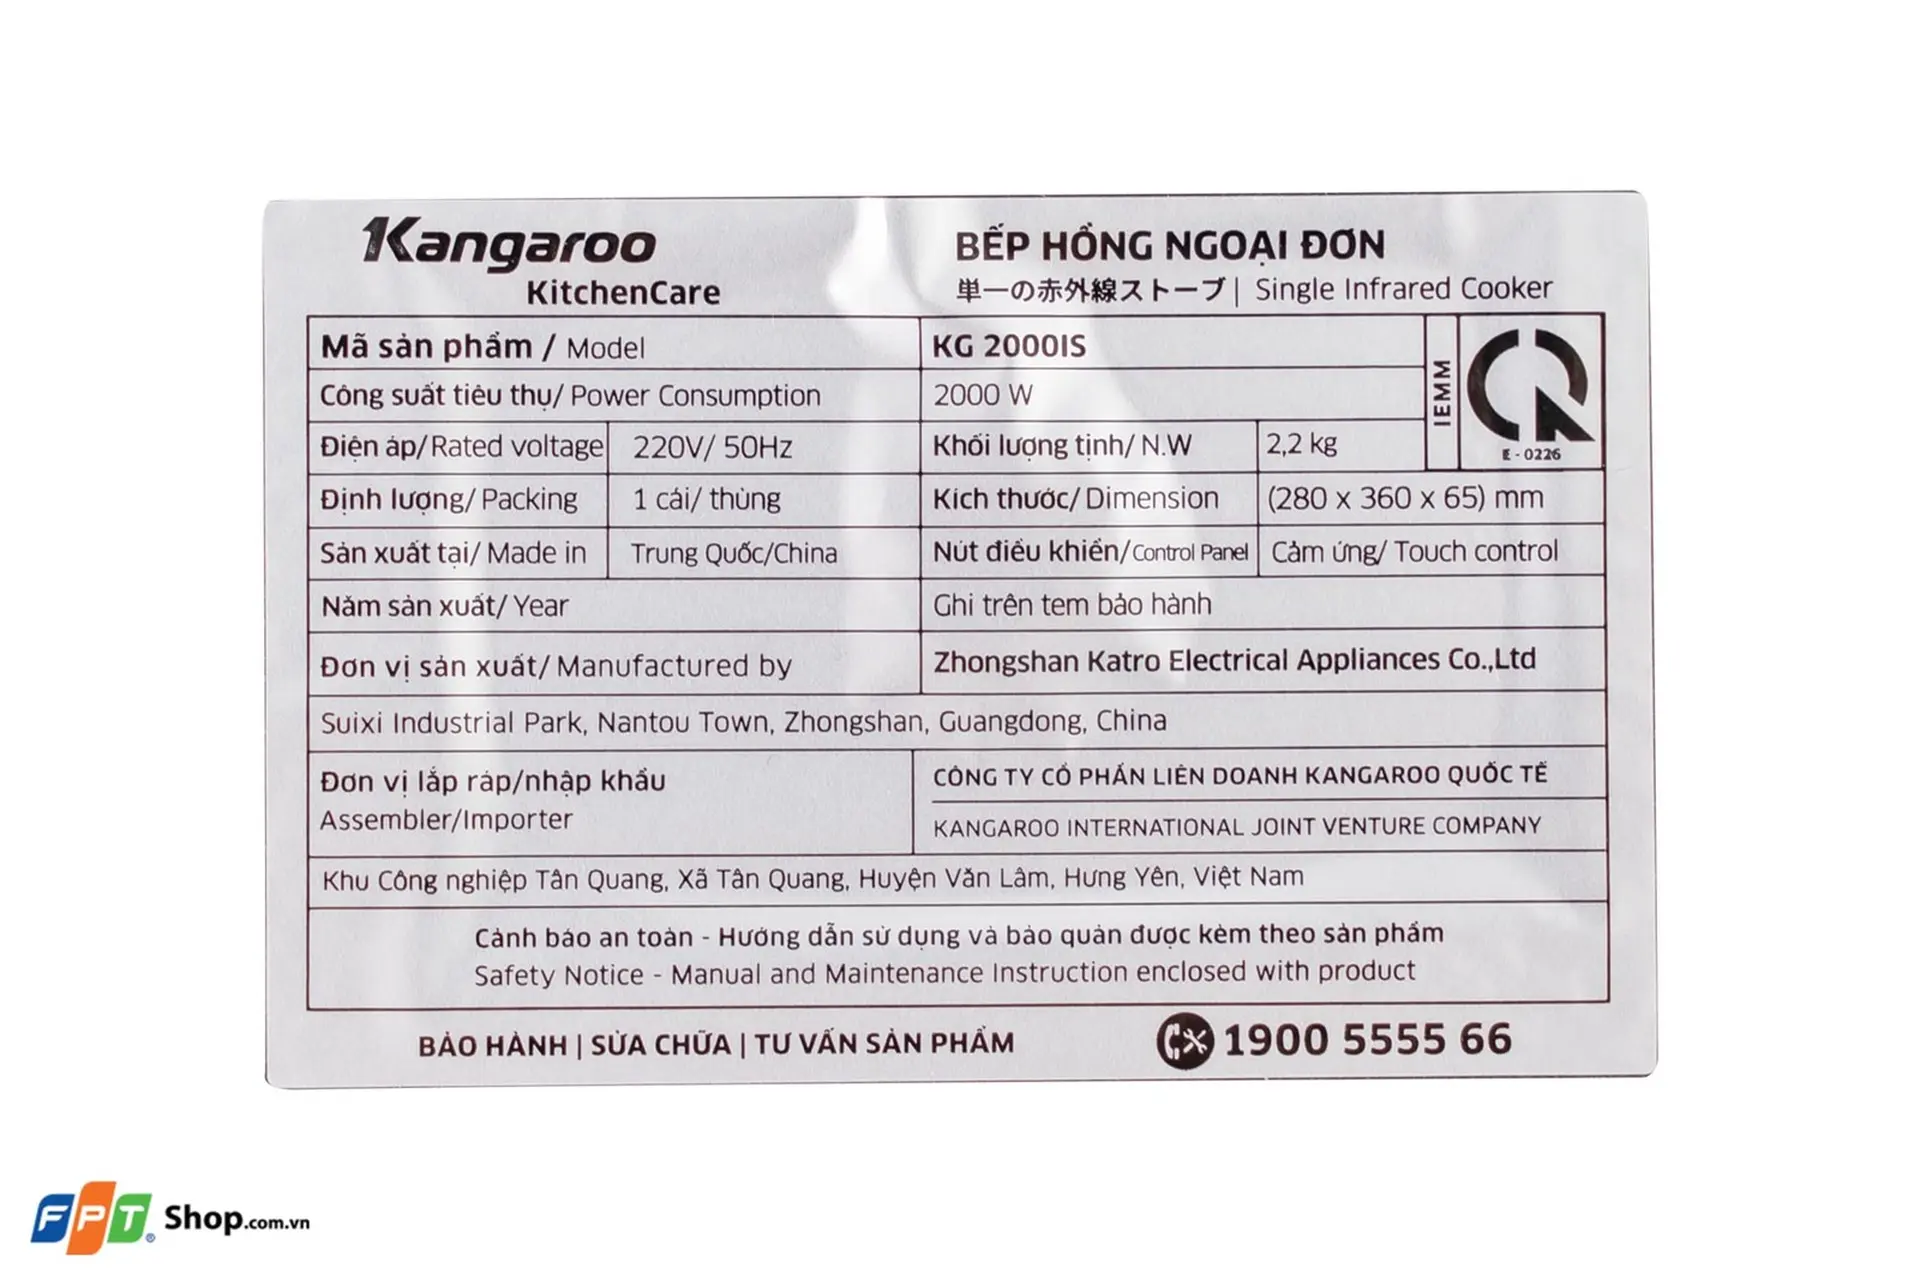 Kangaroo
KitchenCare
BẾP HỒNG NGOẠI ĐƠN
単一の赤外線ストーブ | Single Infrared Cooker
Mã sản phẩm / Model KG 2000IS
Công suất tiêu thụ/ Power Consumption 2000 W
IEMM
E - 0226
Điện áp/Rated voltage 220V/ 50Hz Khối lượng tịnh/ N.W 2,2 kg
Định lượng/ Packing 1 cái/ thùng Kích thước/ Dimension (280 x 360 x 65) mm
Sản xuất tại/ Made in Trung Quốc/China Nút điều khiển/Control Panel Cảm ứng/ Touch control
Năm sản xuất/ Year Ghi trên tem bảo hành
Đơn vị sản xuất/ Manufactured by Zhongshan Katro Electrical Appliances Co.,Ltd
Suixi Industrial Park, Nantou Town, Zhongshan, Guangdong, China
Đơn vị lắp ráp/nhập khẩu
Assembler/Importer
CÔNG TY CỔ PHẦN LIÊN DOANH KANGAROO QUỐC TẾ
KANGAROO INTERNATIONAL JOINT VENTURE COMPANY
Khu Công nghiệp Tân Quang, Xã Tân Quang, Huyện Văn Lâm, Hưng Yên, Việt Nam
Cảnh báo an toàn - Hướng dẫn sử dụng và bảo quản được kèm theo sản phẩm
Safety Notice - Manual and Maintenance Instruction enclosed with product
BẢO HÀNH | SỬA CHỮA | TƯ VẤN SẢN PHẨM 1900 5555 66
FPT® Shop.com.vn